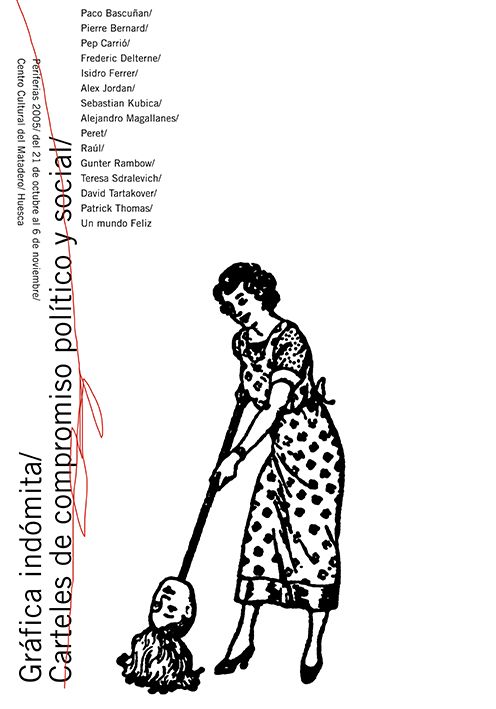 Paco Bascuñan/
Pierre Bernard/
Pep Carrió/
Frederic Delterne/
Isidro Ferrer/
Alex Jordan/
Sebastian Kubica/
Alejandro Magallanes/
Peret/
Raúl/
Gunter Rambow/
Teresa Sdralevich/
David Tartakover/
Patrick Thomas/
Un mundo Feliz
Periferias 2005/ del 21 de octubre al 6 de noviembre/
Centro Cultural del Matadero/ Huesca
Gráfica indómita/
Carteles de compromiso político y social/